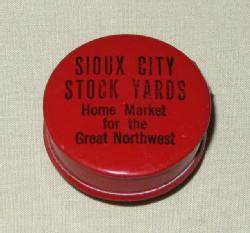 SIOUX CITY
STOCK YARDS
Home Market
for the
Great Northwest